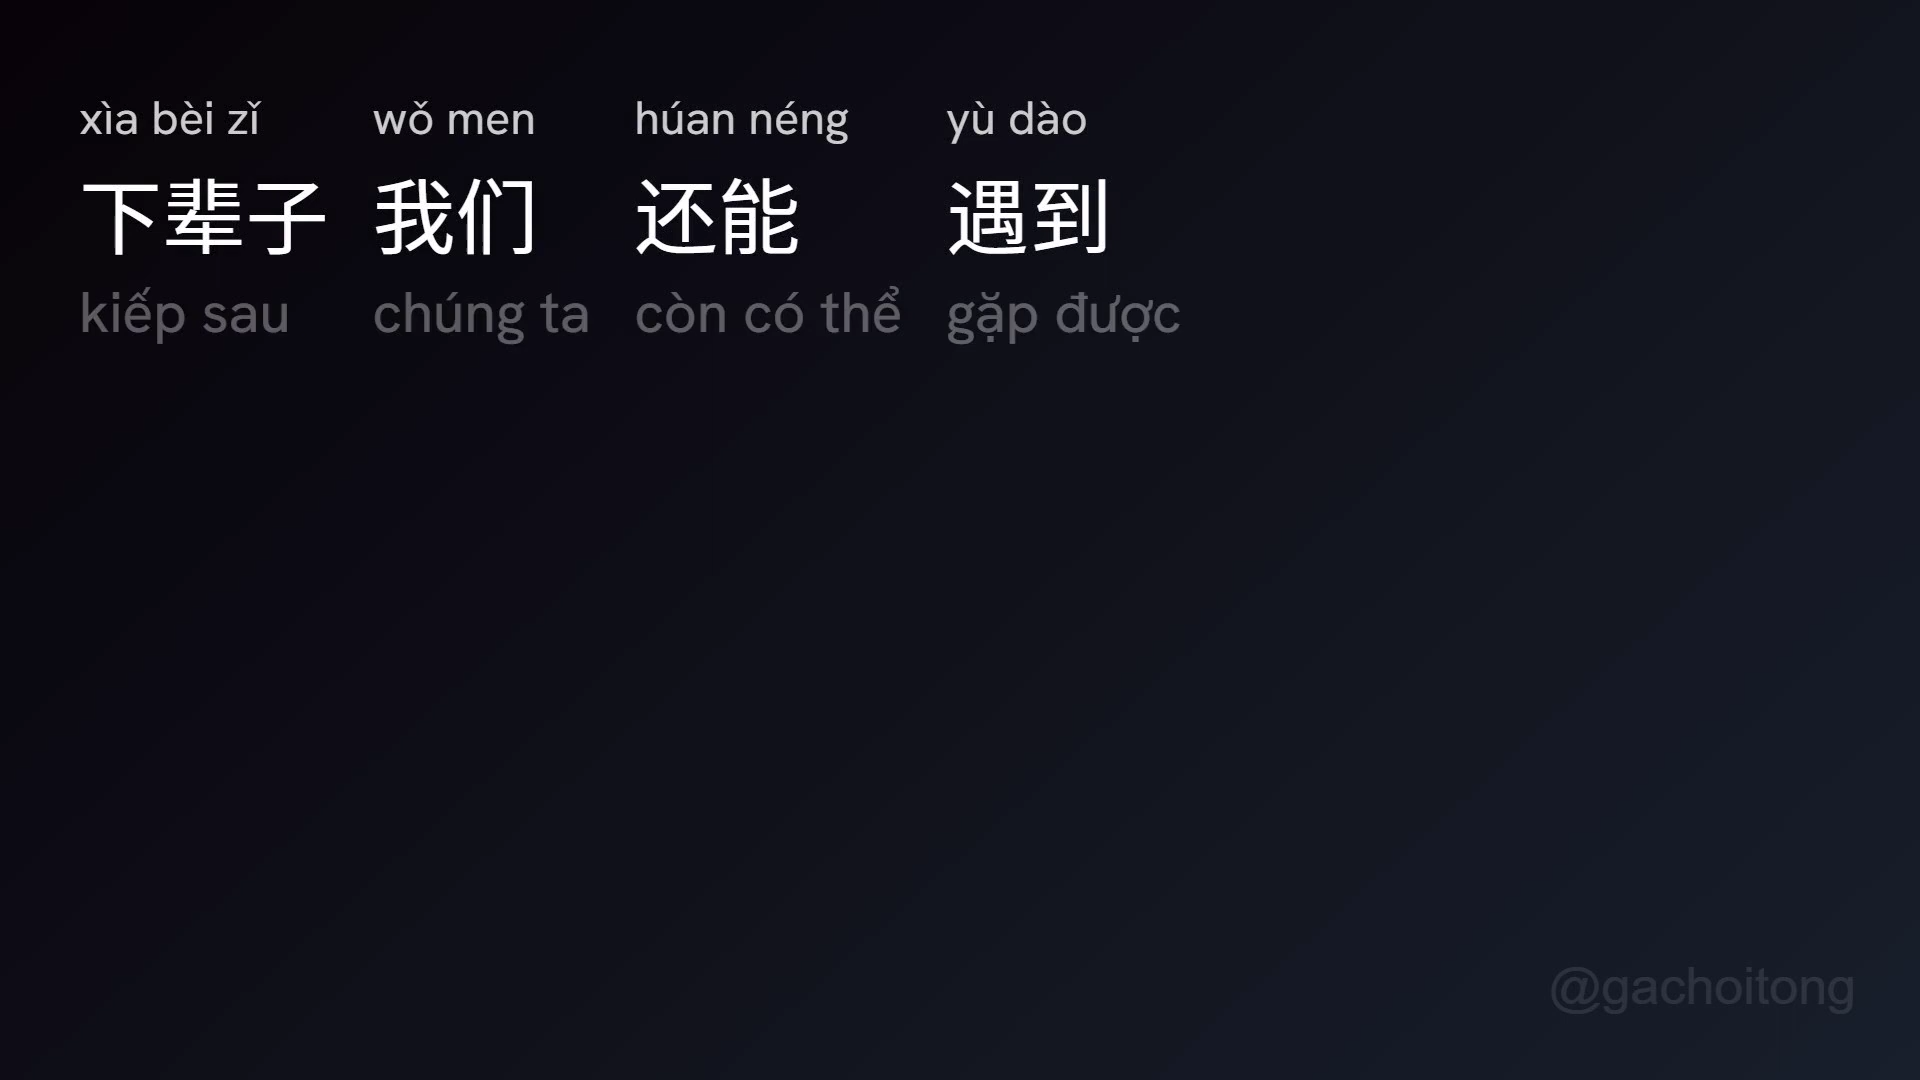 xìa bèi zǐ wǒ men húan néng yù dào
下辈子 我们 还能 遇到
kiếp sau chúng ta còn có thể gặp được
@gachoitong